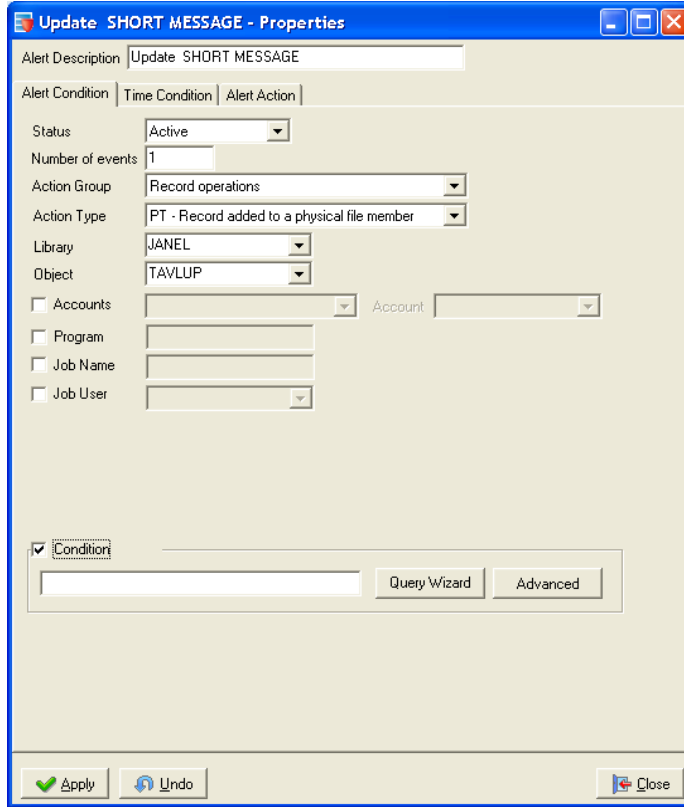 Update  SHORT MESSAGE - Properties
Alert Description Update  SHORT MESSAGE
Alert Condition Time Condition Alert Action
Status Active
Number of events 1
Action Group Record operations
Action Type PT - Record added to a physical file member
Library JANEL
Object TAVLUP
Accounts Account
Program
Job Name
Job User
Condition
Query Wizard Advanced
Apply Undo Close